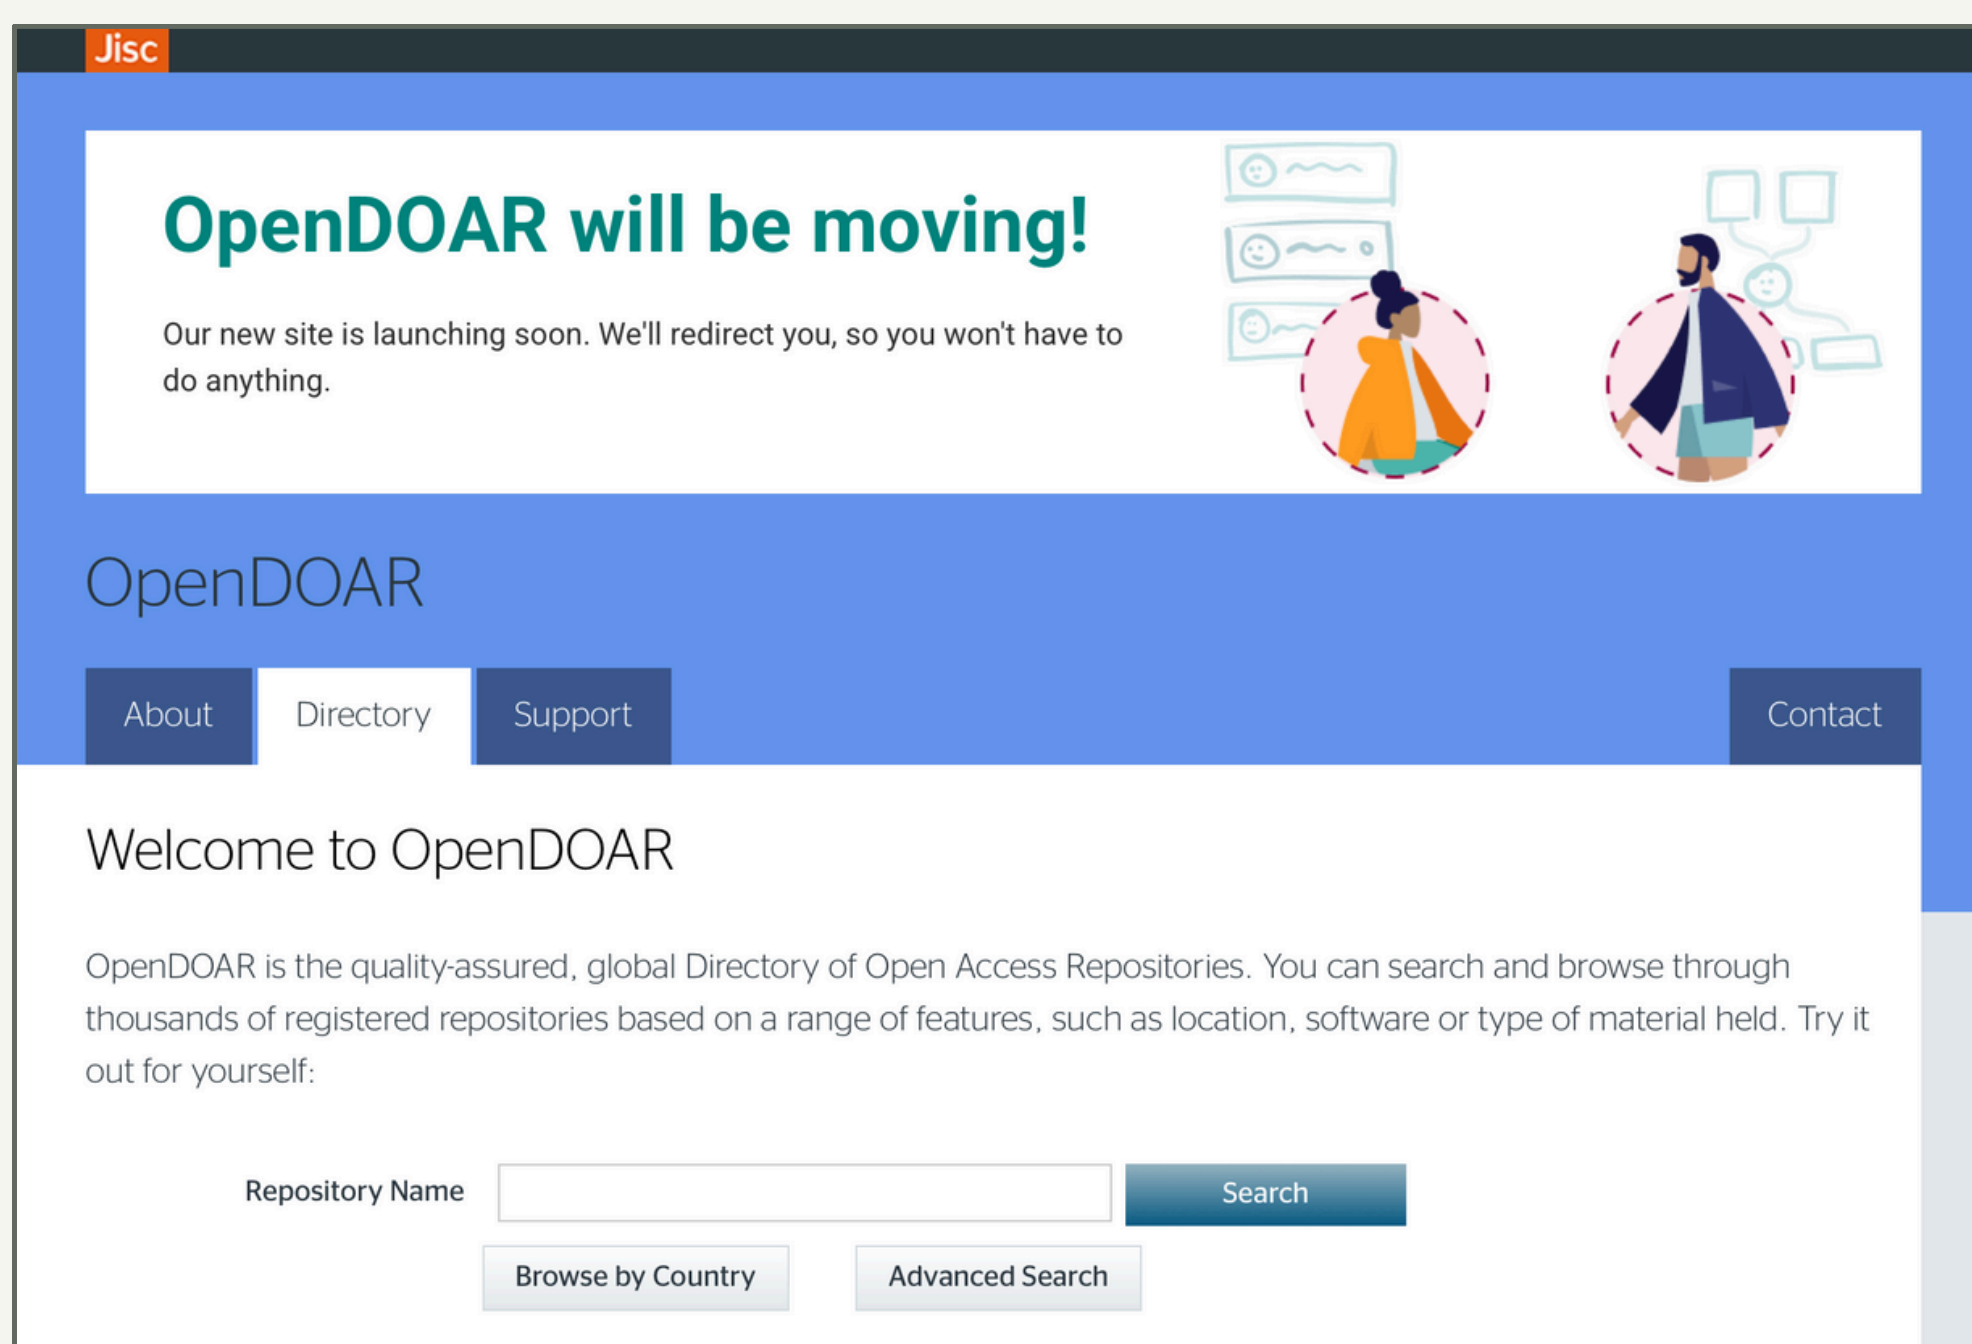 Jisc
OpenDOAR will be moving!
Our new site is launching soon. We'll redirect you, so you won't have to
do anything.
OpenDOAR
About Directory Support Contact
Welcome to OpenDOAR
OpenDOAR is the quality-assured, global Directory of Open Access Repositories. You can search and browse through
thousands of registered repositories based on a range of features, such as location, software or type of material held. Try it
out for yourself:
Repository Name Search
Browse by Country Advanced Search